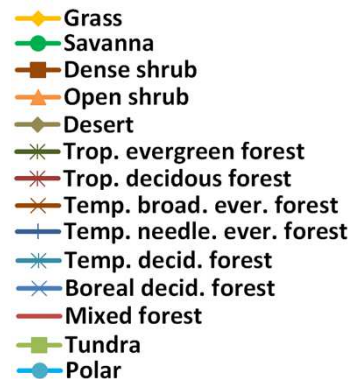 Grass
Savanna
Dense shrub
Open shrub
Desert
Trop. evergreen forest
Trop. decidous forest
Temp. broad. ever. forest
Temp. needle. ever. forest
Temp. decid. forest
Boreal decid. forest
Mixed forest
Tundra
Polar